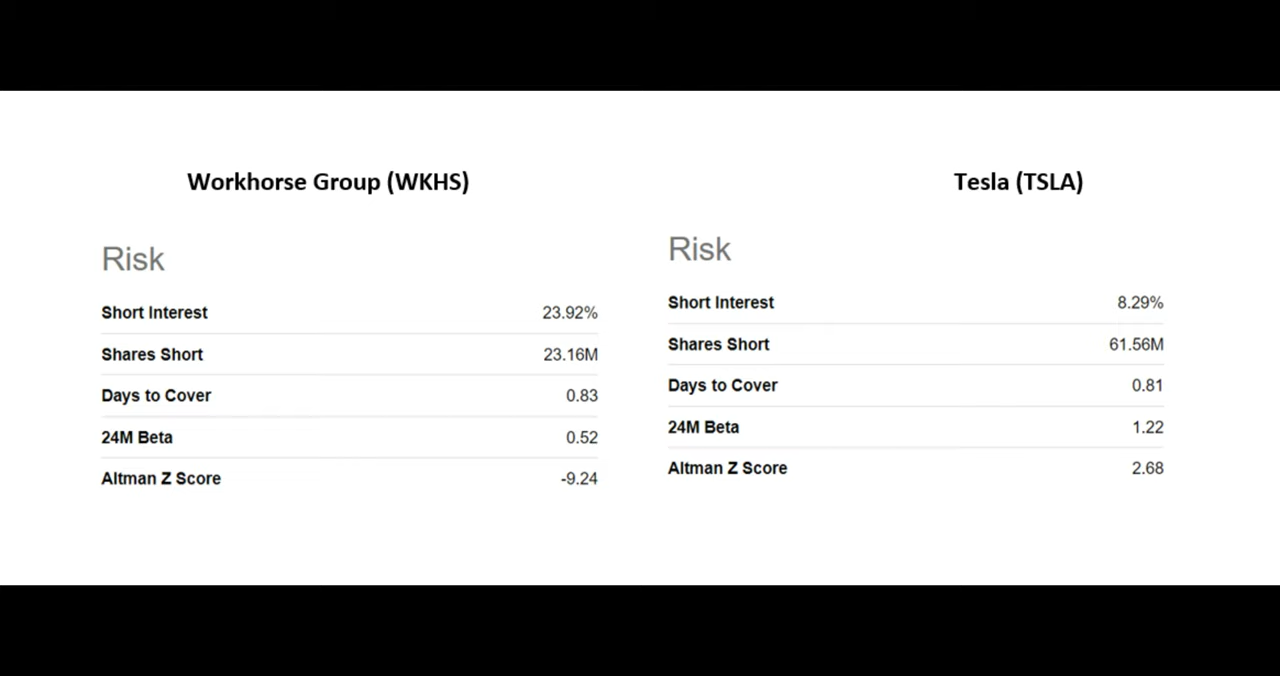 Workhorse Group (WKHS)
Risk
Short Interest 23.92%
Shares Short 23.16M
Days to Cover 0.83
24M Beta 0.52
Altman Z Score -9.24
Tesla (TSLA)
Risk
Short Interest 8.29%
Shares Short 61.56M
Days to Cover 0.81
24M Beta 1.22
Altman Z Score 2.68